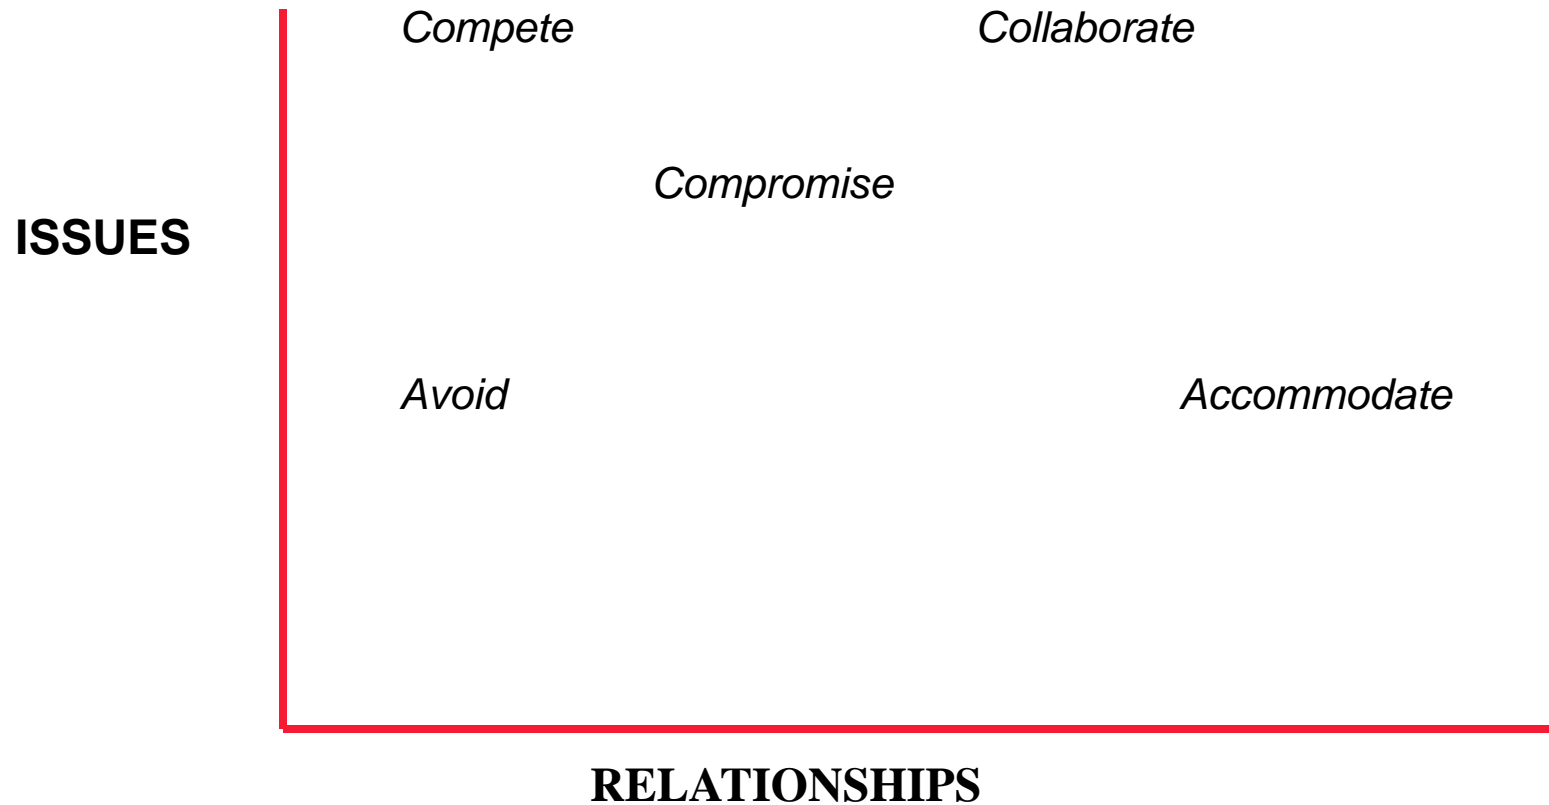 Compete Collaborate
Compromise
ISSUES
Avoid Accommodate
RELATIONSHIPS